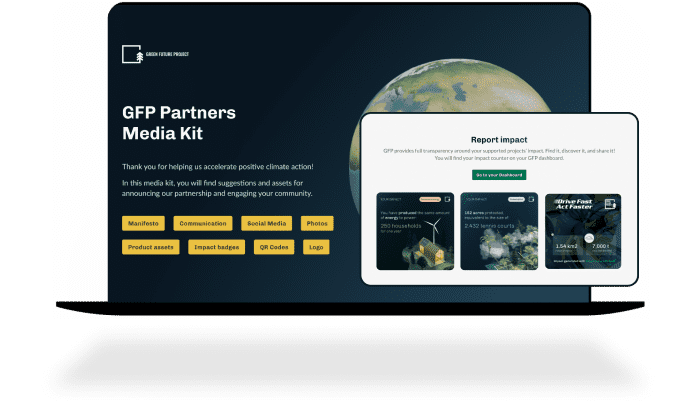 GREEN FUTURE PROJECT
GFP Partners
Media Kit
Thank you for helping us accelerate positive climate action!
In this media kit, you will find suggestions and assets for
announcing our partnership and engaging your community.
Manifesto
Communication
Social Media
Photos
Product assets
Impact badges
QR Codes
Logo
Report impact
GFP provides full transparency around your supported projects' impact. Find it, discover it, and share it!
You will find your impact counter on your GFP dashboard.
Go to your Dashboard
You have produced the same amount
of energy to power:
250 households
for one year
182 acres protected
equivalent to the size of
2 432 tennis courts
#Drive Fast
Act Faster
1.54 km2
7,000 t